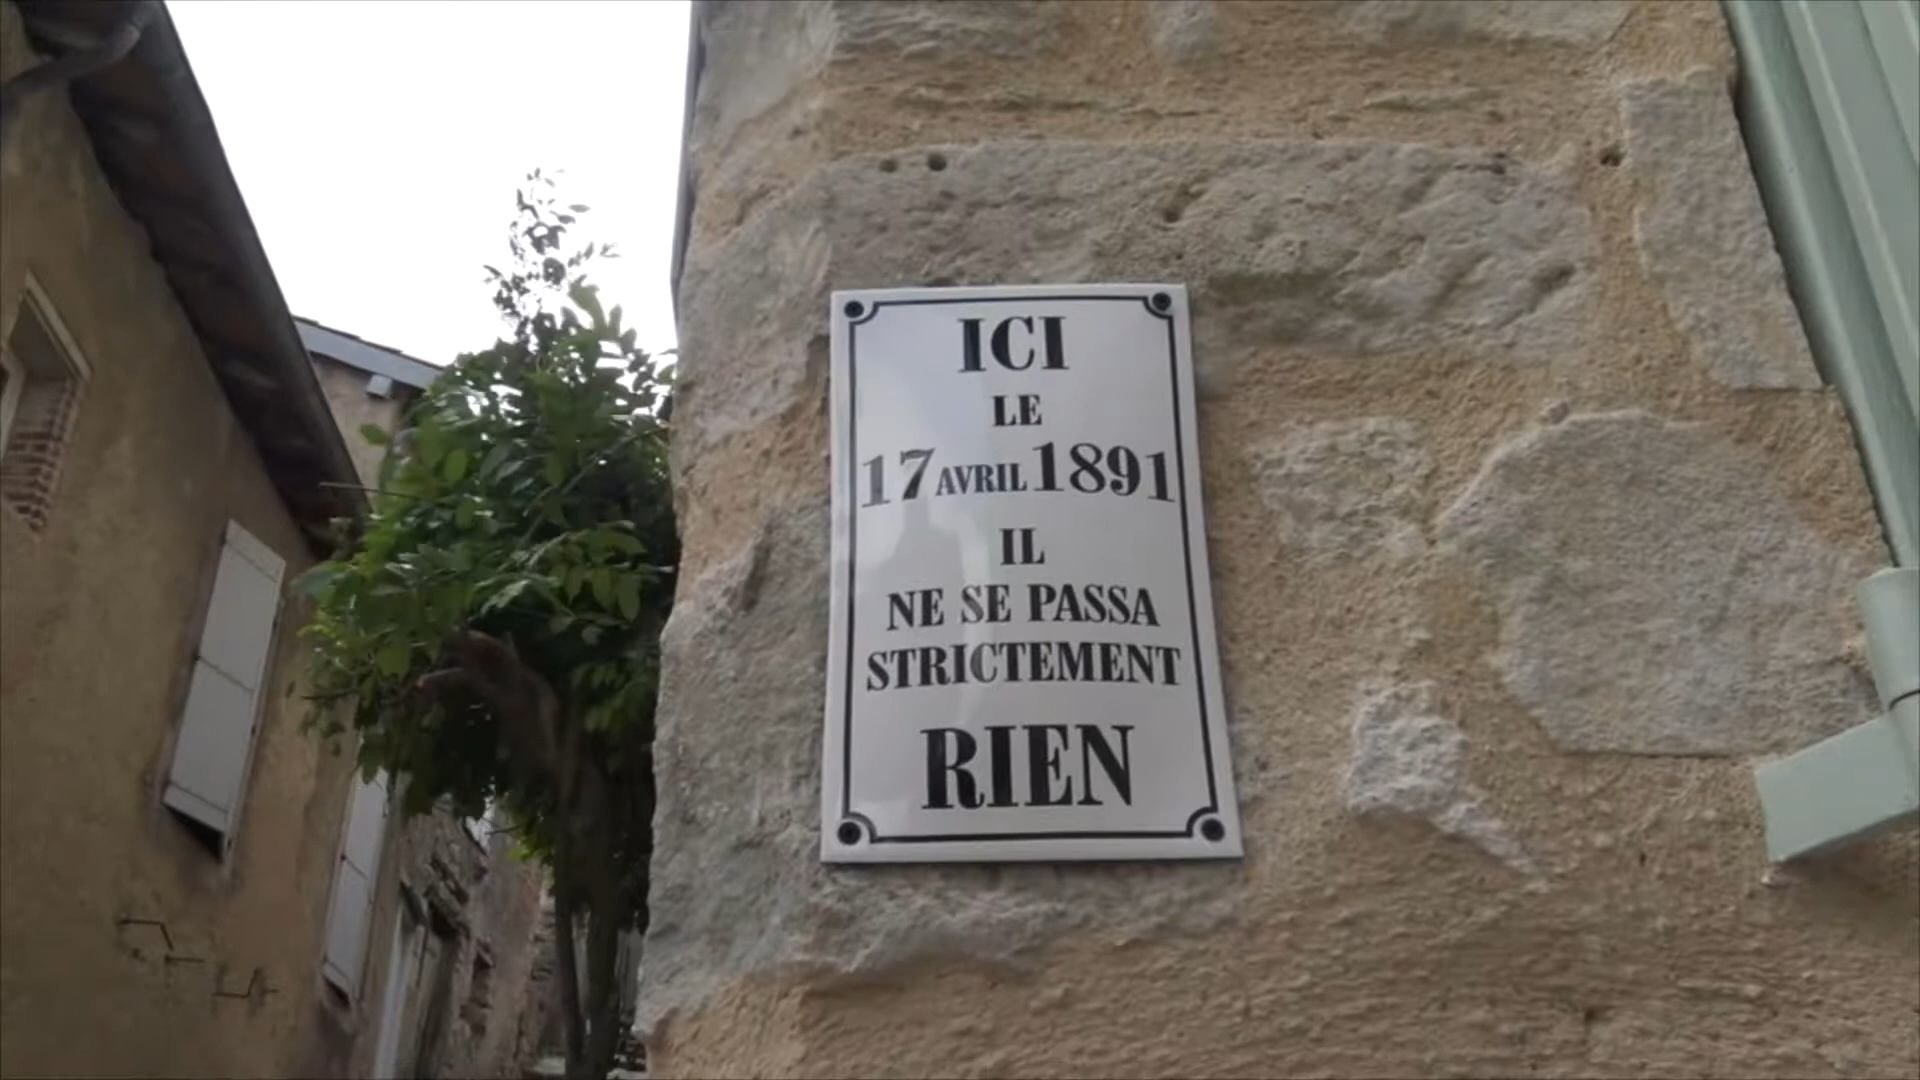 ICI
LE
17 AVRIL 1891
IL
NE SE PASSA
STRICTEMENT
RIEN